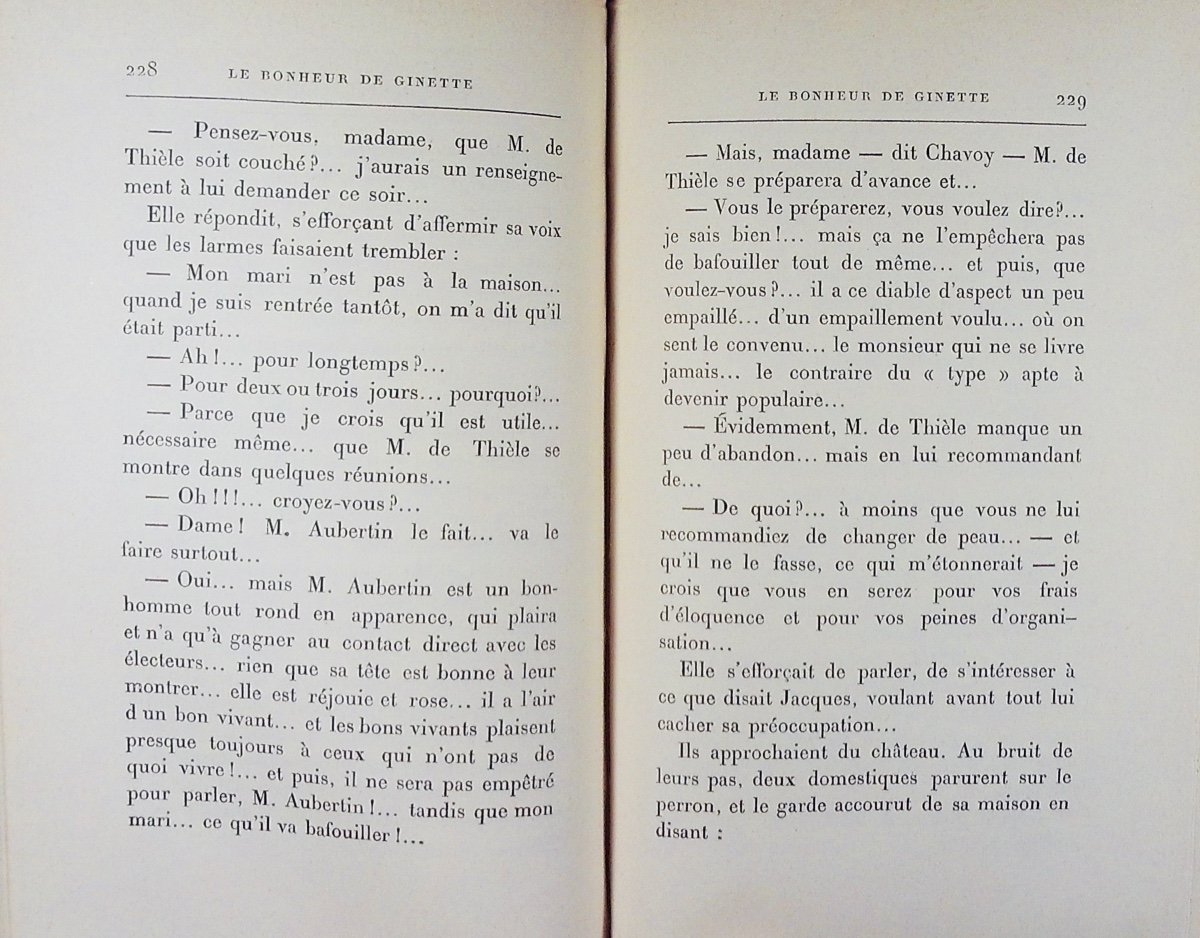 228
LE BONHEUR DE GINETTE
— Pensez-vous, madame, que M. de
Thièle soit couché?... j'aurais un renseigne-
ment à lui demander ce soir...
Elle répondit, s'efforçant d'affermir sa voix
que les larmes faisaient trembler :
— Mon mari n'est pas à la maison...
quand je suis rentrée tantôt, on m'a dit qu'il
était parti...
— Ah!... pour longtemps?...
— Pour deux ou trois jours... pourquoi?...
— Parce que je crois qu'il est utile...
nécessaire même... que M. de Thièle se
montre dans quelques réunions...
— Oh!!!... croyez-vous?...
— Dame! M. Aubertin le fait... va le
faire surtout...
— Oui... mais M. Aubertin est un bon-
homme tout rond en apparence, qui plaira
et n'a qu'à gagner au contact direct avec les
électeurs... rien que sa tête est bonne à leur
montrer... elle est réjouie et rose... il a l'air
d un bon vivant... et les bons vivants plaisent
presque toujours à ceux qui n'ont pas de
quoi vivre!... et puis, il ne sera pas empêtré
pour parler, M. Aubertin!... tandis que mon
mari... ce qu'il va bafouiller!...
LE BONHEUR DE GINETTE
229
— Mais, madame — dit Chavoy — M. de
Thièle se préparera d'avance et...
— Vous le préparerez, vous voulez dire?...
je sais bien!... mais ça ne l'empêchera pas
de bafouiller tout de même... et puis, que
voulez-vous?... il a ce diable d'aspect un peu
empaillé... d'un empaillement voulu... où on
sent le convenu... le monsieur qui ne se livre
jamais... le contraire du « type » apte à
devenir populaire...
— Évidemment, M. de Thièle manque un
peu d'abandon... mais en lui recommandant
de...
— De quoi?... à moins que vous ne lui
recommandiez de changer de peau... — et
qu'il ne le fasse, ce qui m'étonnerait — je
crois que vous en serez pour vos frais
d'éloquence et pour vos peines d'organi-
sation...
Elle s'efforçait de parler, de s'intéresser à
ce que disait Jacques, voulant avant tout lui
cacher sa préoccupation...
Ils approchaient du château. Au bruit de
leurs pas, deux domestiques parurent sur le
perron, et le garde accourut de sa maison en
disant :